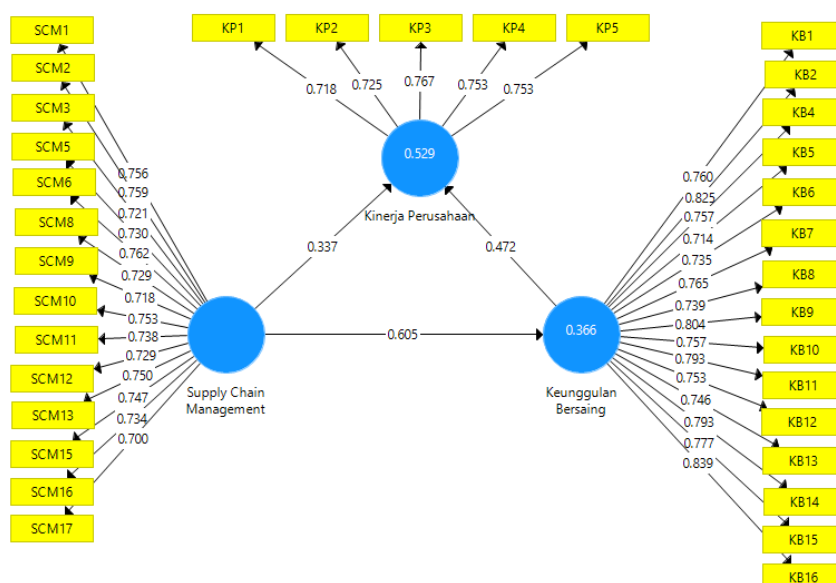 SCM1
SCM2
SCM3
SCM5
SCM6
SCM8
SCM9
SCM10
SCM11
SCM12
SCM13
SCM15
SCM16
SCM17
0.756
0.759
0.721
0.730
0.762
0.729
0.718
0.753
0.738
0.729
0.750
0.747
0.734
0.700
Supply Chain
Management
KP1
KP2
KP3
KP4
KP5
0.718
0.725
0.767
0.753
0.753
0.529
Kinerja Perusahaan
0.337
0.472
0.605
0.366
Keunggulan
Bersaing
0.760
0.825
0.757
0.714
0.735
0.765
0.739
0.804
0.757
0.793
0.753
0.746
0.793
0.777
0.839
KB1
KB2
KB4
KB5
KB6
KB7
KB8
KB9
KB10
KB11
KB12
KB13
KB14
KB15
KB16